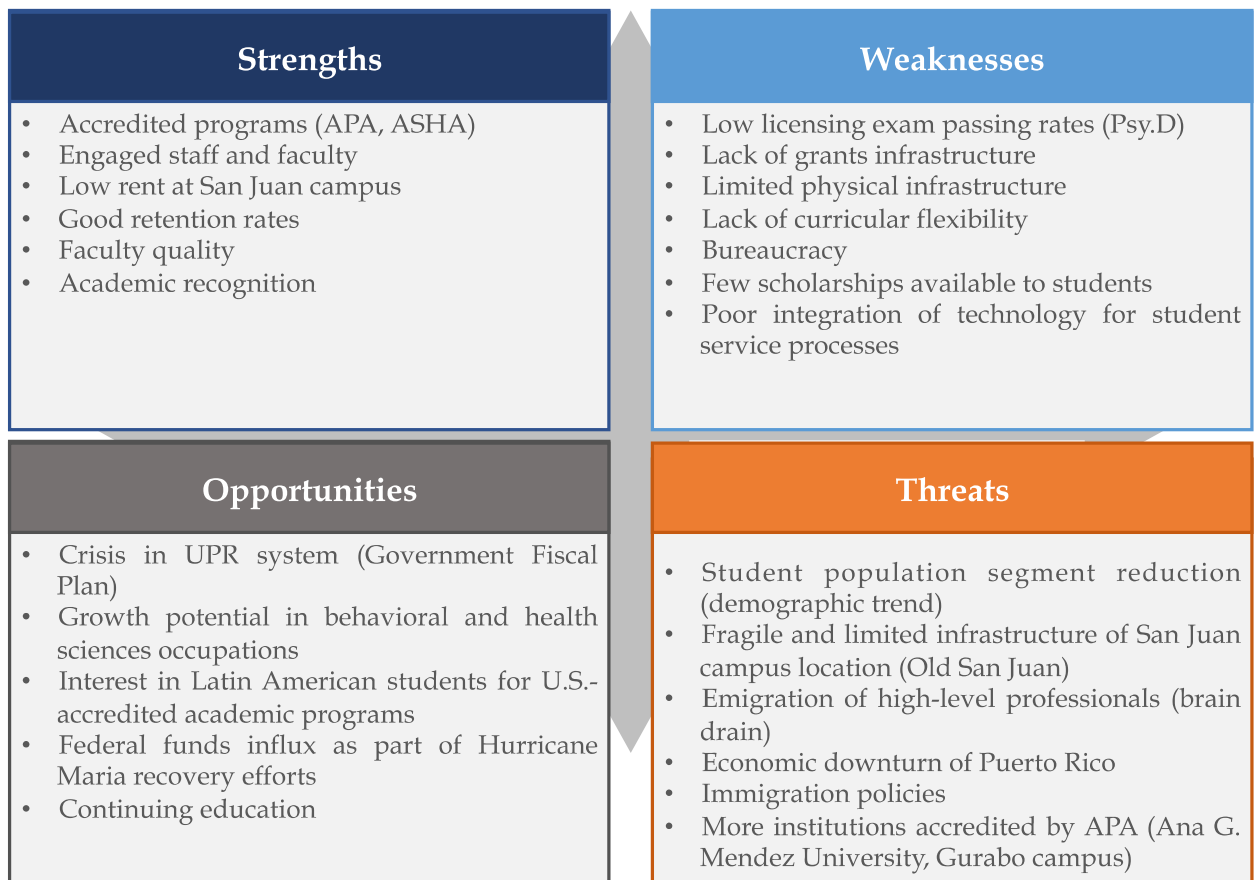 Strengths
• Accredited programs (APA, ASHA)
• Engaged staff and faculty
• Low rent at San Juan campus
• Good retention rates
• Faculty quality
• Academic recognition
Weaknesses
• Low licensing exam passing rates (Psy.D)
• Lack of grants infrastructure
• Limited physical infrastructure
• Lack of curricular flexibility
• Bureaucracy
• Few scholarships available to students
• Poor integration of technology for student
service processes
Opportunities
• Crisis in UPR system (Government Fiscal
Plan)
• Growth potential in behavioral and health
sciences occupations
• Interest in Latin American students for U.S.-
accredited academic programs
• Federal funds influx as part of Hurricane
Maria recovery efforts
• Continuing education
Threats
• Student population segment reduction
(demographic trend)
• Fragile and limited infrastructure of San Juan
campus location (Old San Juan)
• Emigration of high-level professionals (brain
drain)
• Economic downturn of Puerto Rico
• Immigration policies
• More institutions accredited by APA (Ana G.
Mendez University, Gurabo campus)